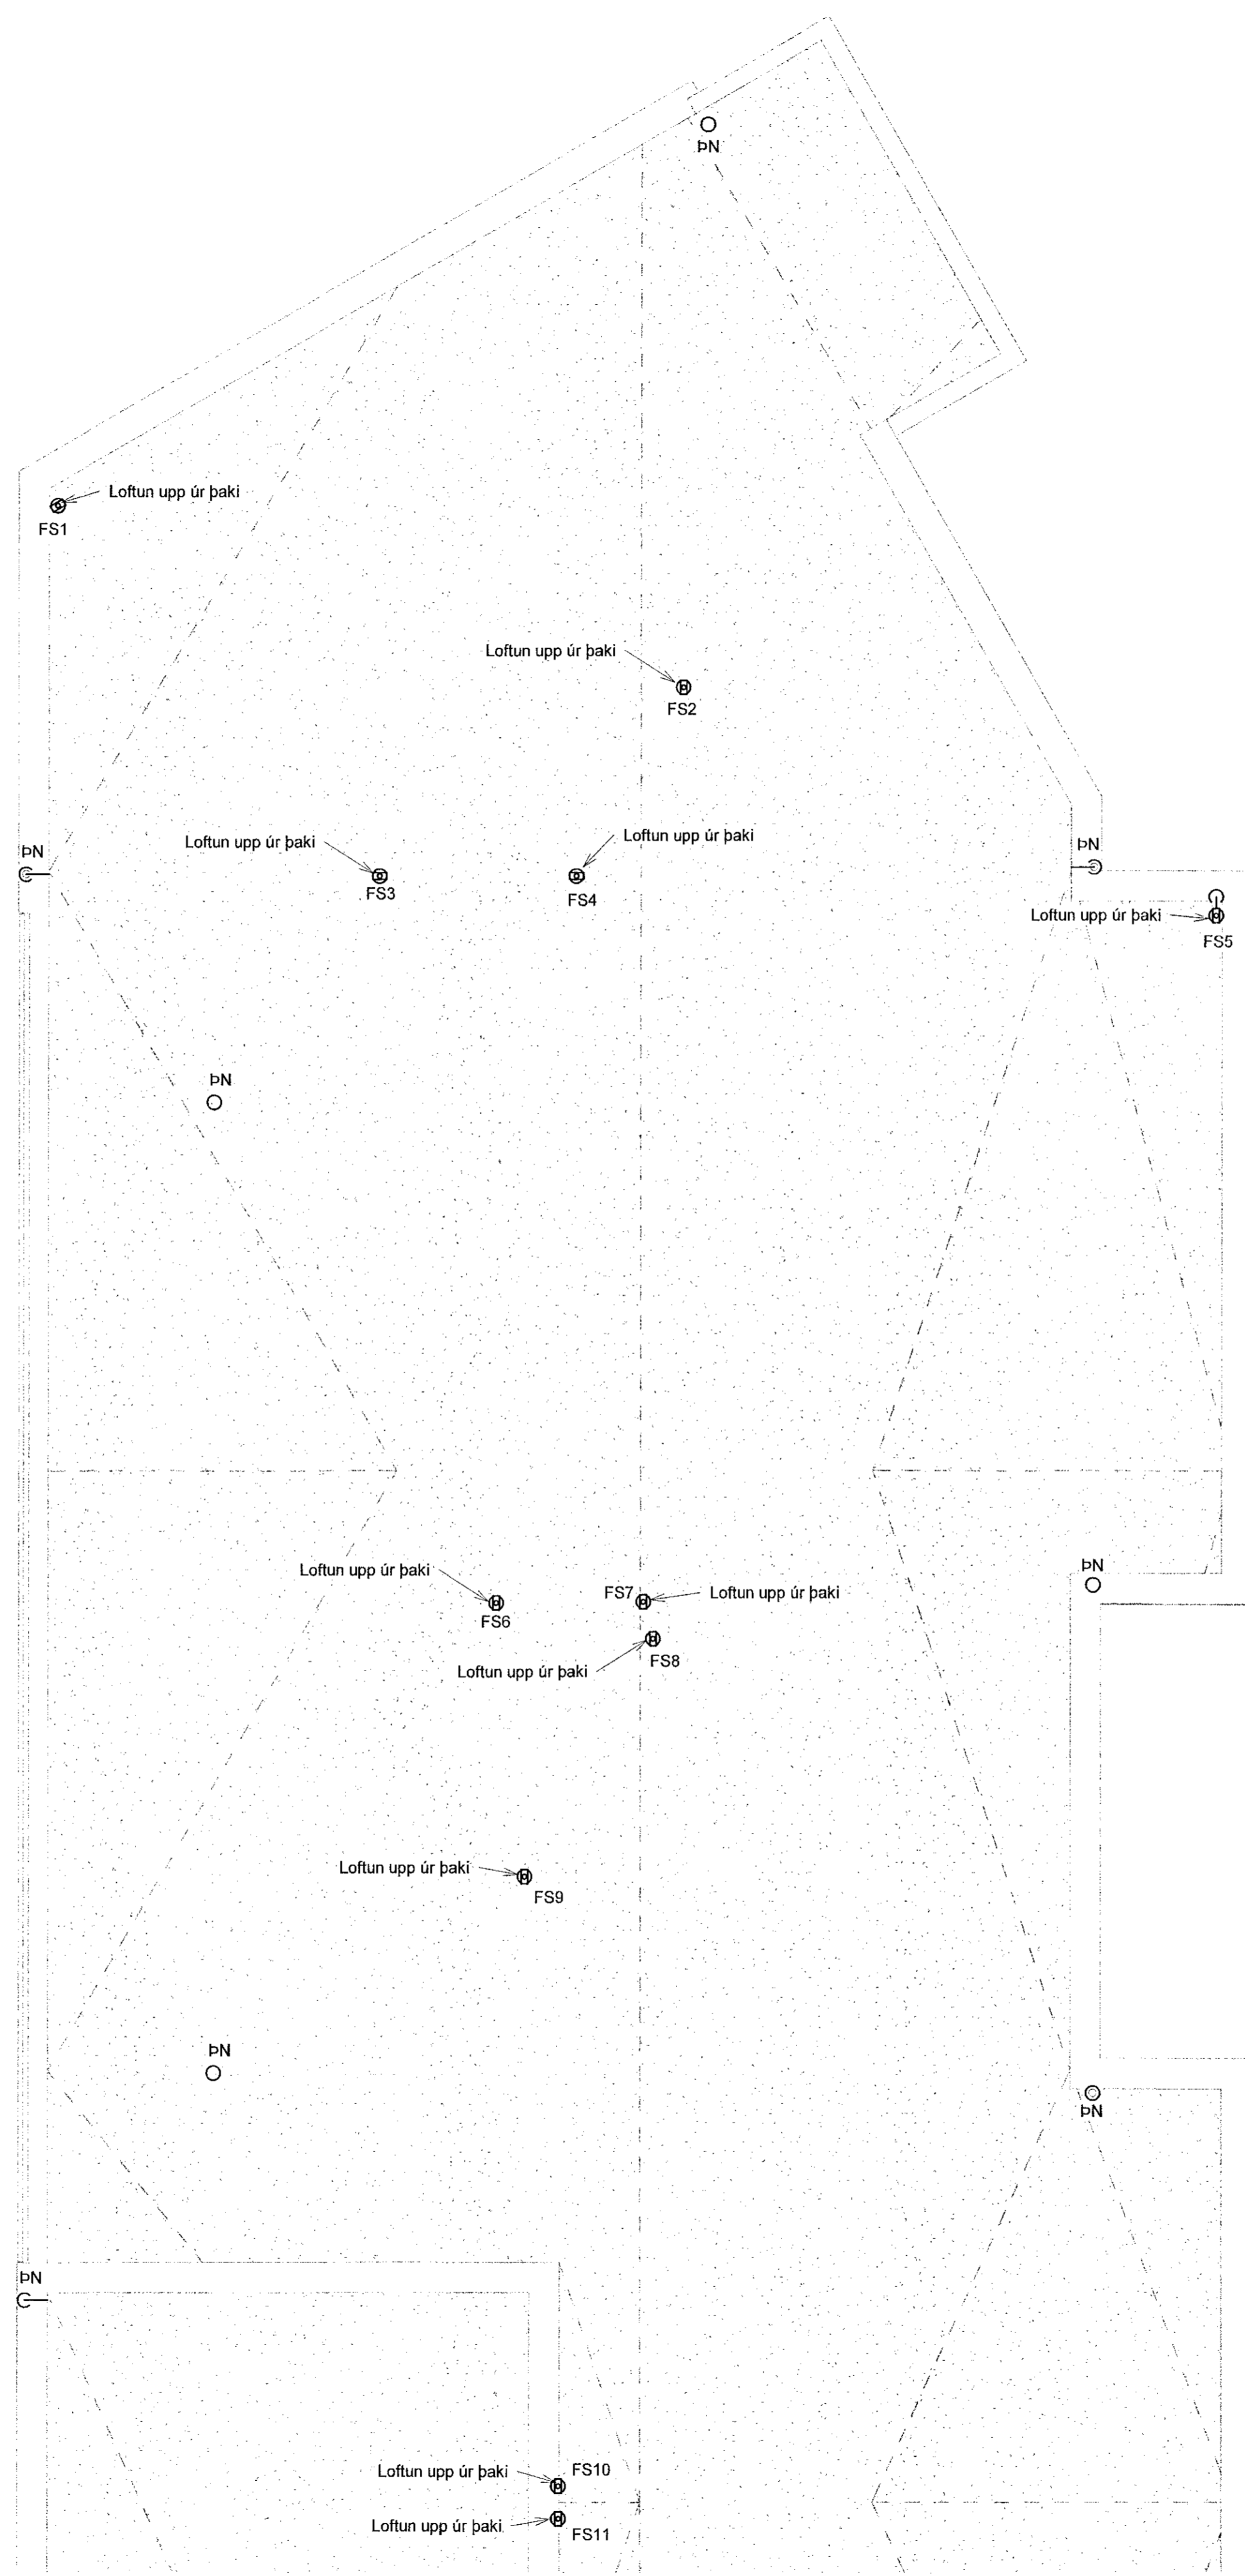 ÞN
Loftun upp úr þaki
FS1
Loftun upp úr þaki
FS2
Loftun upp úr þaki
FS3
Loftun upp úr þaki
FS4
ÞN
ÞN
Loftun upp úr þaki
FS5
ÞN
Loftun upp úr þaki
FS6
FS7
Loftun upp úr þaki
Loftun upp úr þaki
FS8
ÞN
Loftun upp úr þaki
FS9
ÞN
ÞN
ÞN
Loftun upp úr þaki
FS10
Loftun upp úr þaki
FS11